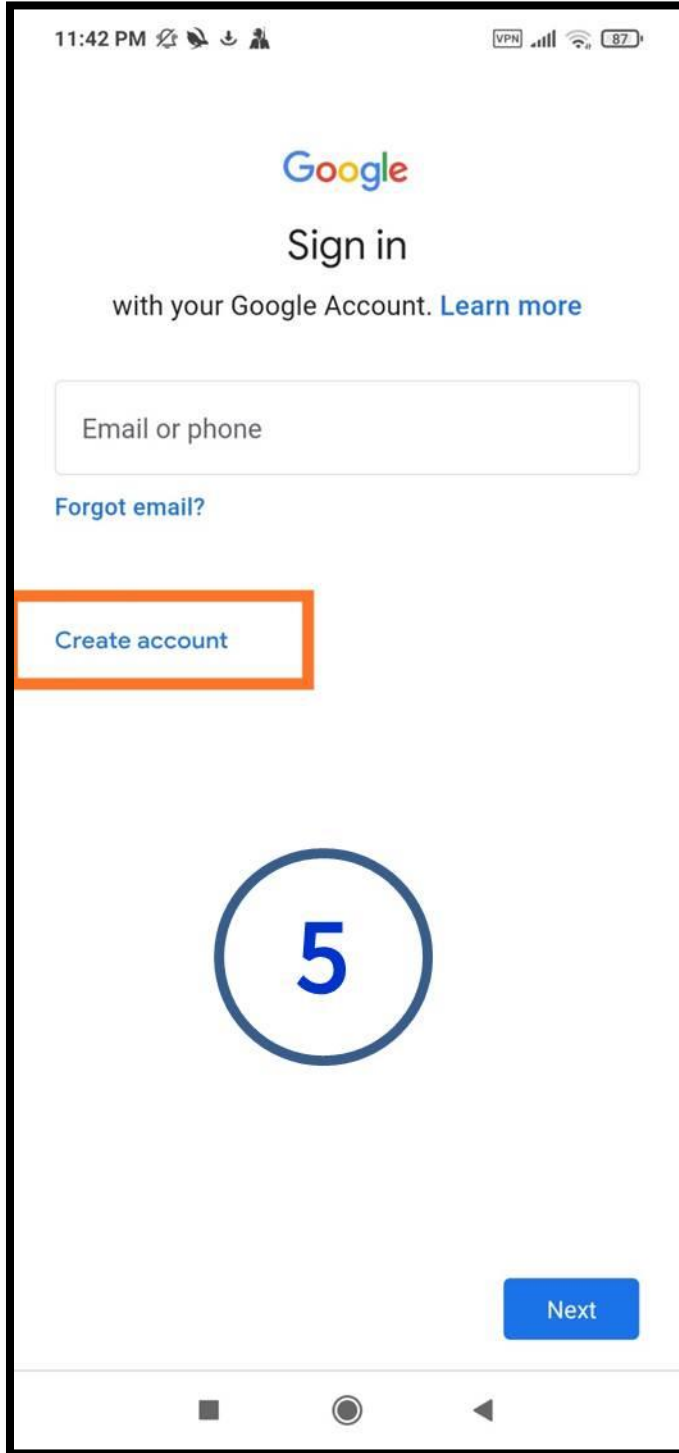 11:42 PM VPN 87
Google
Sign in
with your Google Account. Learn more
Email or phone
Forgot email?
Create account
5
Next